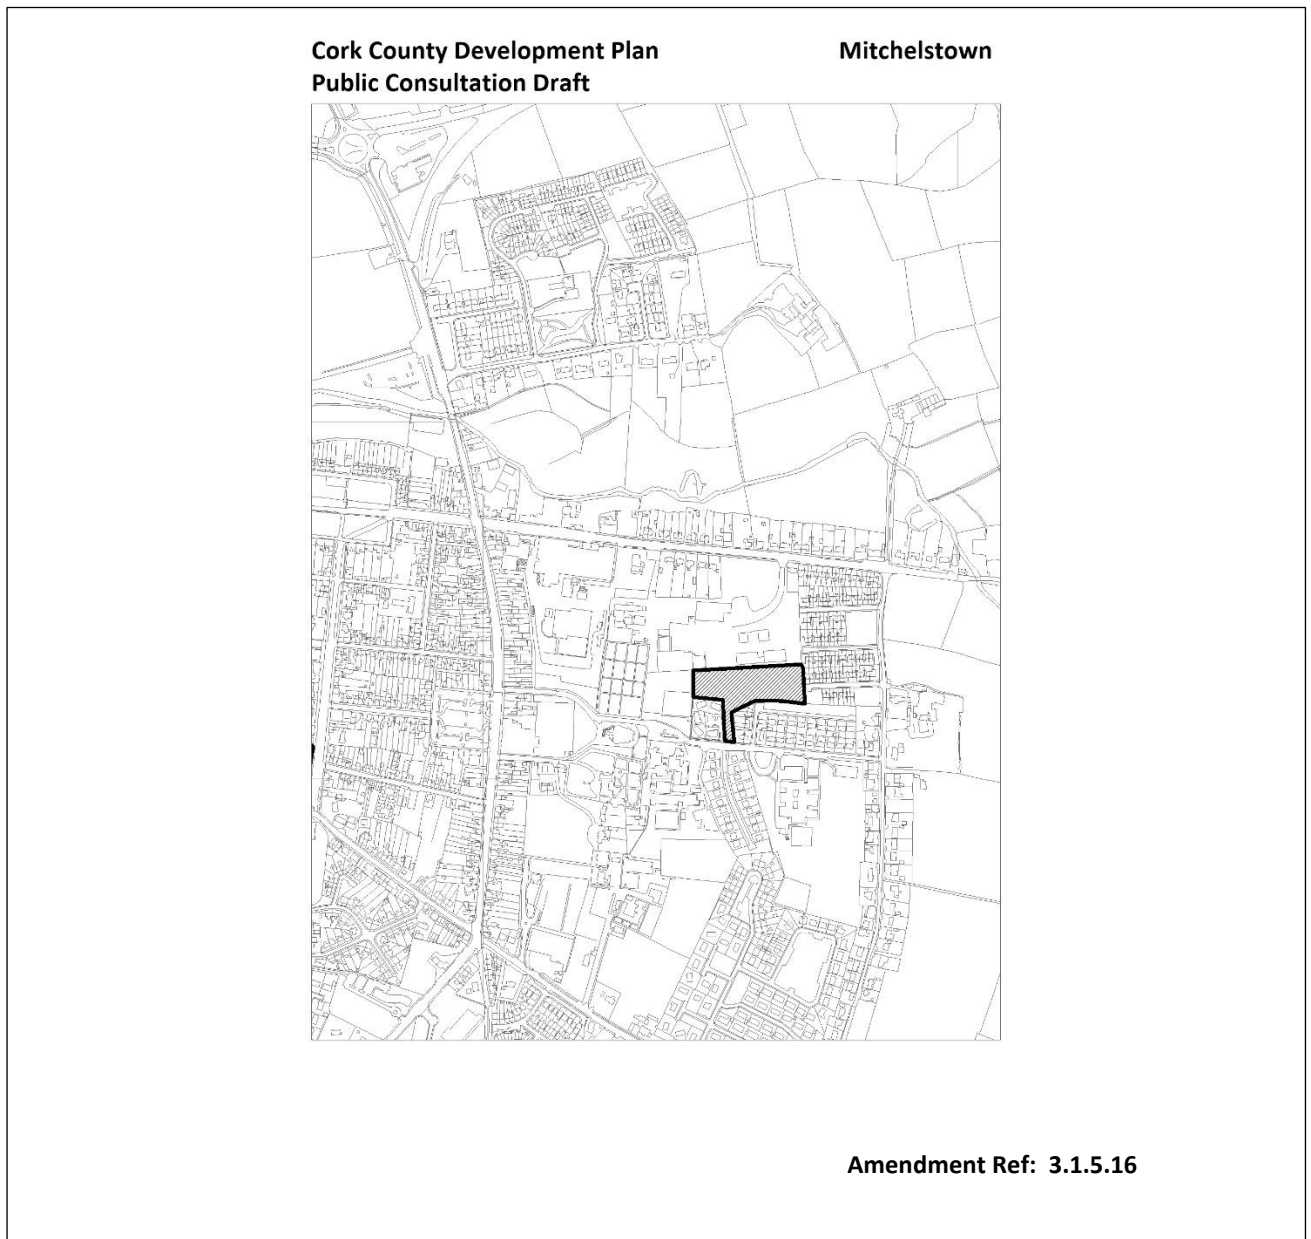 Cork County Development Plan Mitchelstown
Public Consultation Draft
Amendment Ref: 3.1.5.16